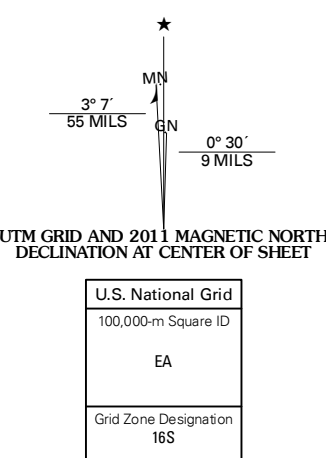 ★
MN
3° 7´
55 MILS
GN
0° 30´
9 MILS
UTM GRID AND 2011 MAGNETIC NORTH
DECLINATION AT CENTER OF SHEET
U.S. National Grid
100,000-m Square ID
EA
Grid Zone Designation
16S